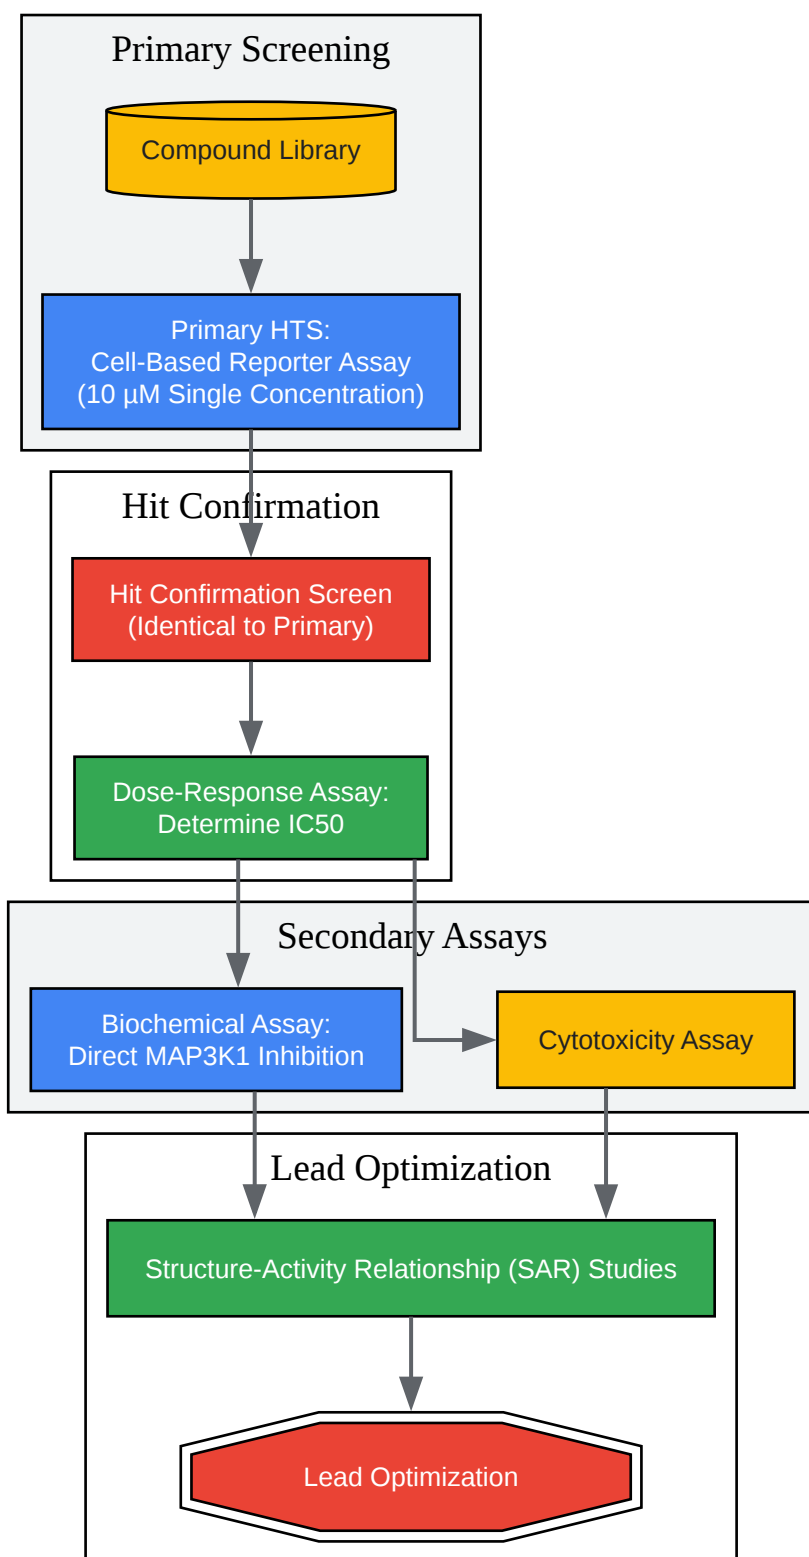 Primary Screening
Compound Library
Primary HTS:
Cell-Based Reporter Assay
(10 µM Single Concentration)
Hit Confirmation
Hit Confirmation Screen
(Identical to Primary)
Dose-Response Assay:
Determine IC50
Secondary Assays
Biochemical Assay:
Direct MAP3K1 Inhibition
Cytotoxicity Assay
Lead Optimization
Structure-Activity Relationship (SAR) Studies
Lead Optimization